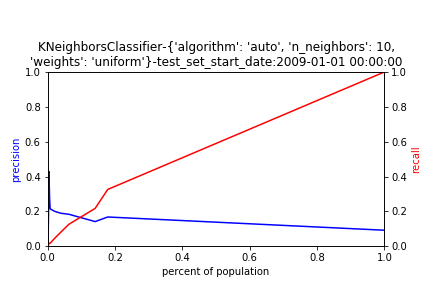 KNeighborsClassifier-{'algorithm': 'auto', 'n_neighbors': 10,
'weights': 'uniform'}-test_set_start_date:2009-01-01 00:00:00
1.0
0.8
0.6
0.4
0.2
0.0
precision
0.0 0.2 0.4 0.6 0.8 1.0
percent of population
1.0
0.8
0.6
0.4
0.2
0.0
recall